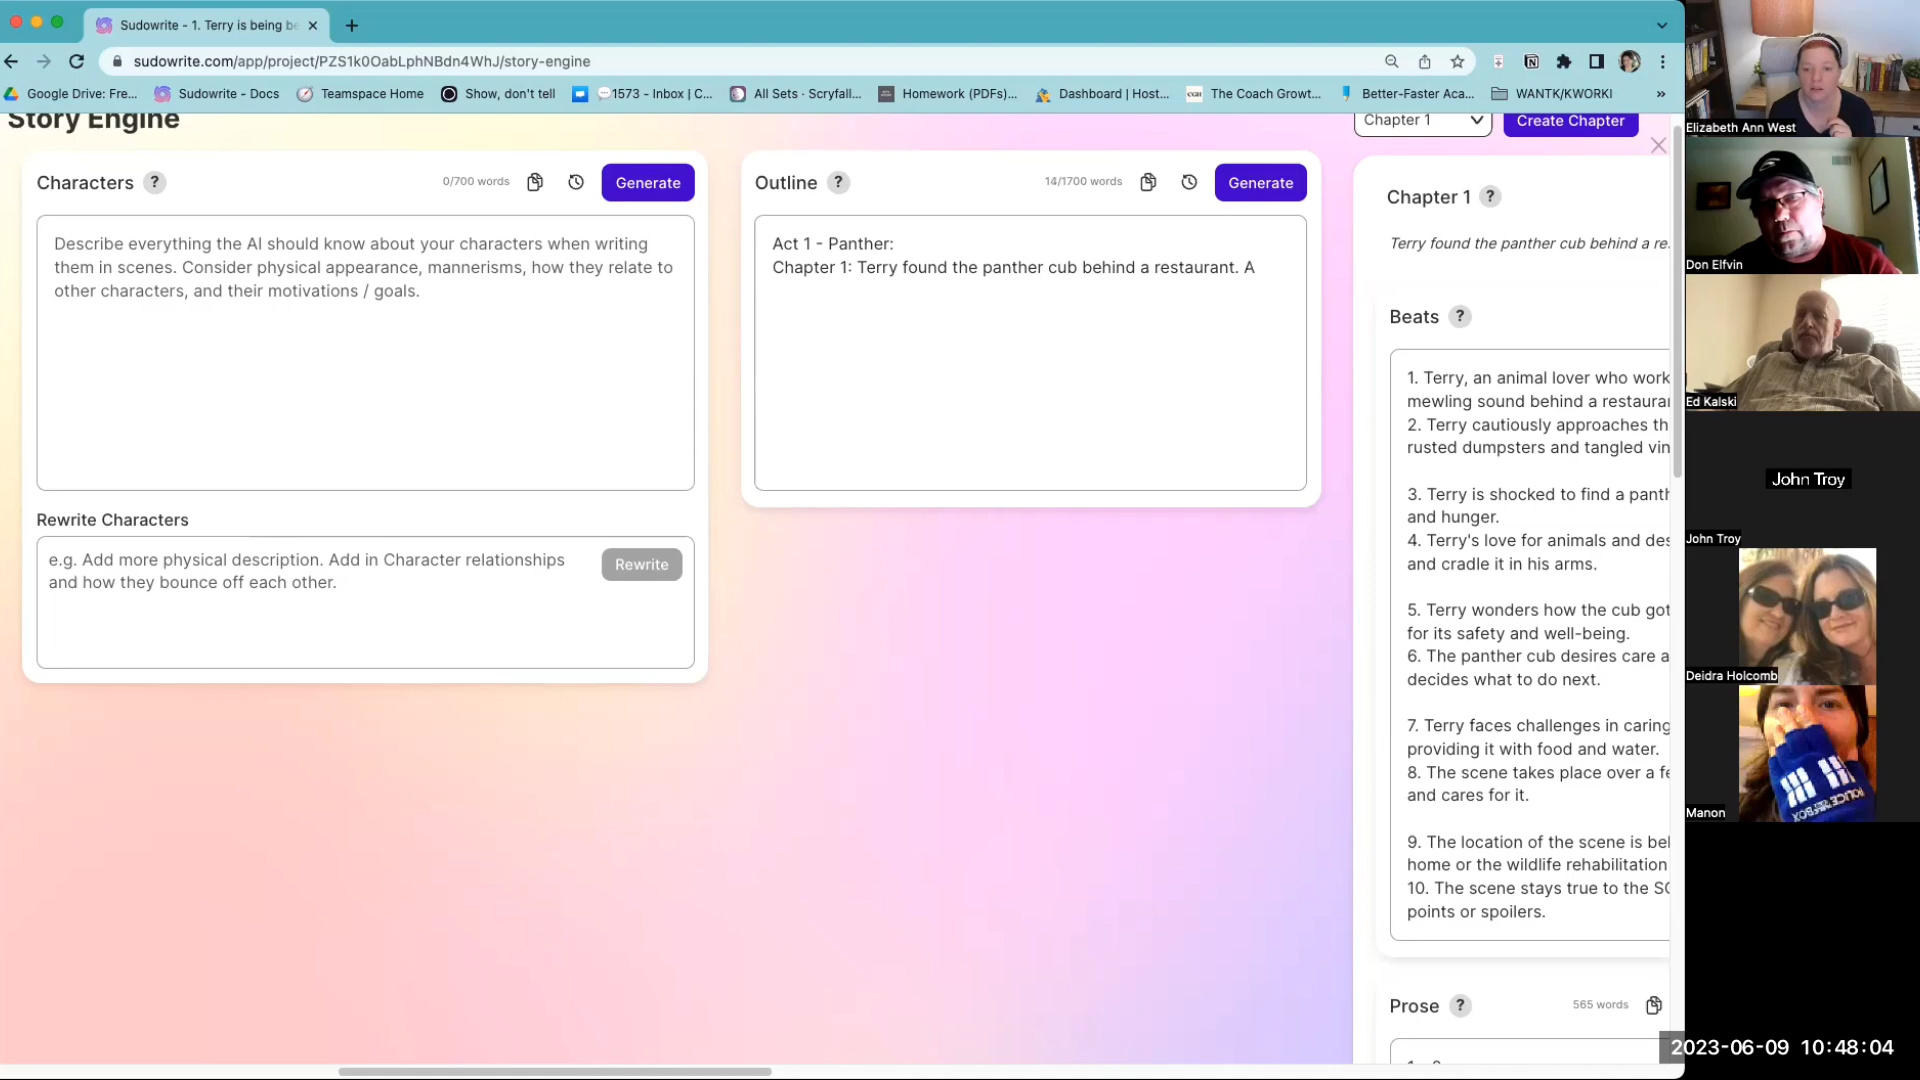 Sudowrite - 1. Terry is being be
sudowrite.com/app/project/PZS1k0OabLphNBdn4WhJ/story-engine
Google Drive: Fre...
Sudowrite - Docs
Teamspace Home
Show, don't tell
1573 - Inbox | C...
All Sets - Scryfall...
Homework (PDFs)...
Dashboard | Host...
The Coach Growt...
Better-Faster Aca...
WANTK/KWORKI
»
Story Engine
Chapter 1
Create Chapter
Characters ?
0/700 words
Generate
Describe everything the AI should know about your characters when writing
them in scenes. Consider physical appearance, mannerisms, how they relate to
other characters, and their motivations / goals.
Rewrite Characters
e.g. Add more physical description. Add in Character relationships
and how they bounce off each other.
Rewrite
Outline ?
14/1700 words
Generate
Act 1 - Panther:
Chapter 1: Terry found the panther cub behind a restaurant. A
Chapter 1 ?
Terry found the panther cub behind a re
Beats ?
1. Terry, an animal lover who work
mewling sound behind a restaura
2. Terry cautiously approaches th
rusted dumpsters and tangled vin
3. Terry is shocked to find a panth
and hunger.
4. Terry's love for animals and des
and cradle it in his arms.
5. Terry wonders how the cub got
for its safety and well-being.
6. The panther cub desires care a
decides what to do next.
7. Terry faces challenges in caring
providing it with food and water.
8. The scene takes place over a fe
and cares for it.
9. The location of the scene is be
home or the wildlife rehabilitation
10. The scene stays true to the SC
points or spoilers.
Prose ?
565 words
Elizabeth Ann West
Don Elfvin
Ed Kalski
John Troy
John Troy
Deidra Holcomb
POLICE BOX
Manon
2023-06-09 10:48:04